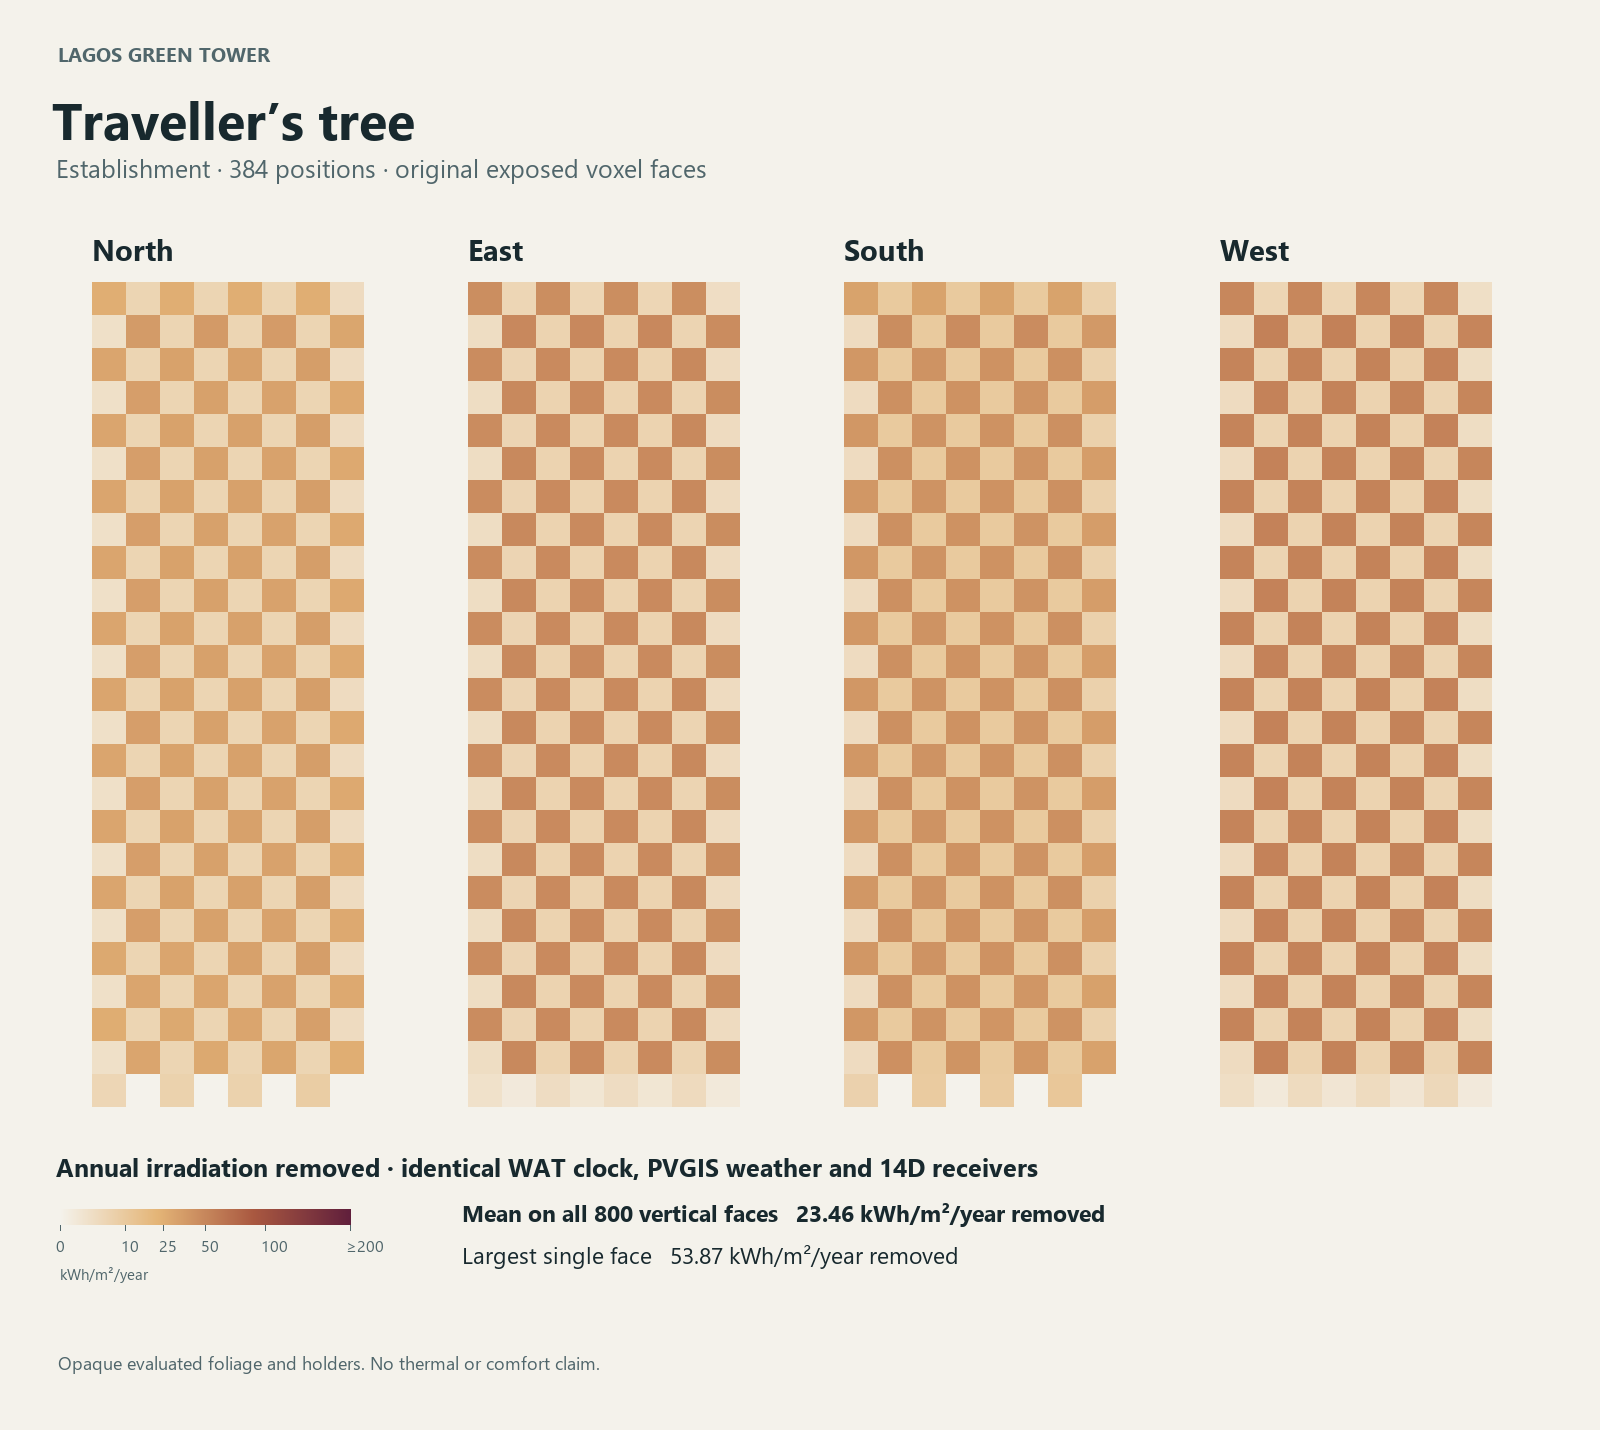 LAGOS GREEN TOWER
Traveller’s tree
Establishment · 384 positions · original exposed voxel faces
North East South West
Annual irradiation removed · identical WAT clock, PVGIS weather and 14D receivers
Mean on all 800 vertical faces 23.46 kWh/m²/year removed
0 10 25 50 100 ≥200
Largest single face 53.87 kWh/m²/year removed
kWh/m²/year
Opaque evaluated foliage and holders. No thermal or comfort claim.